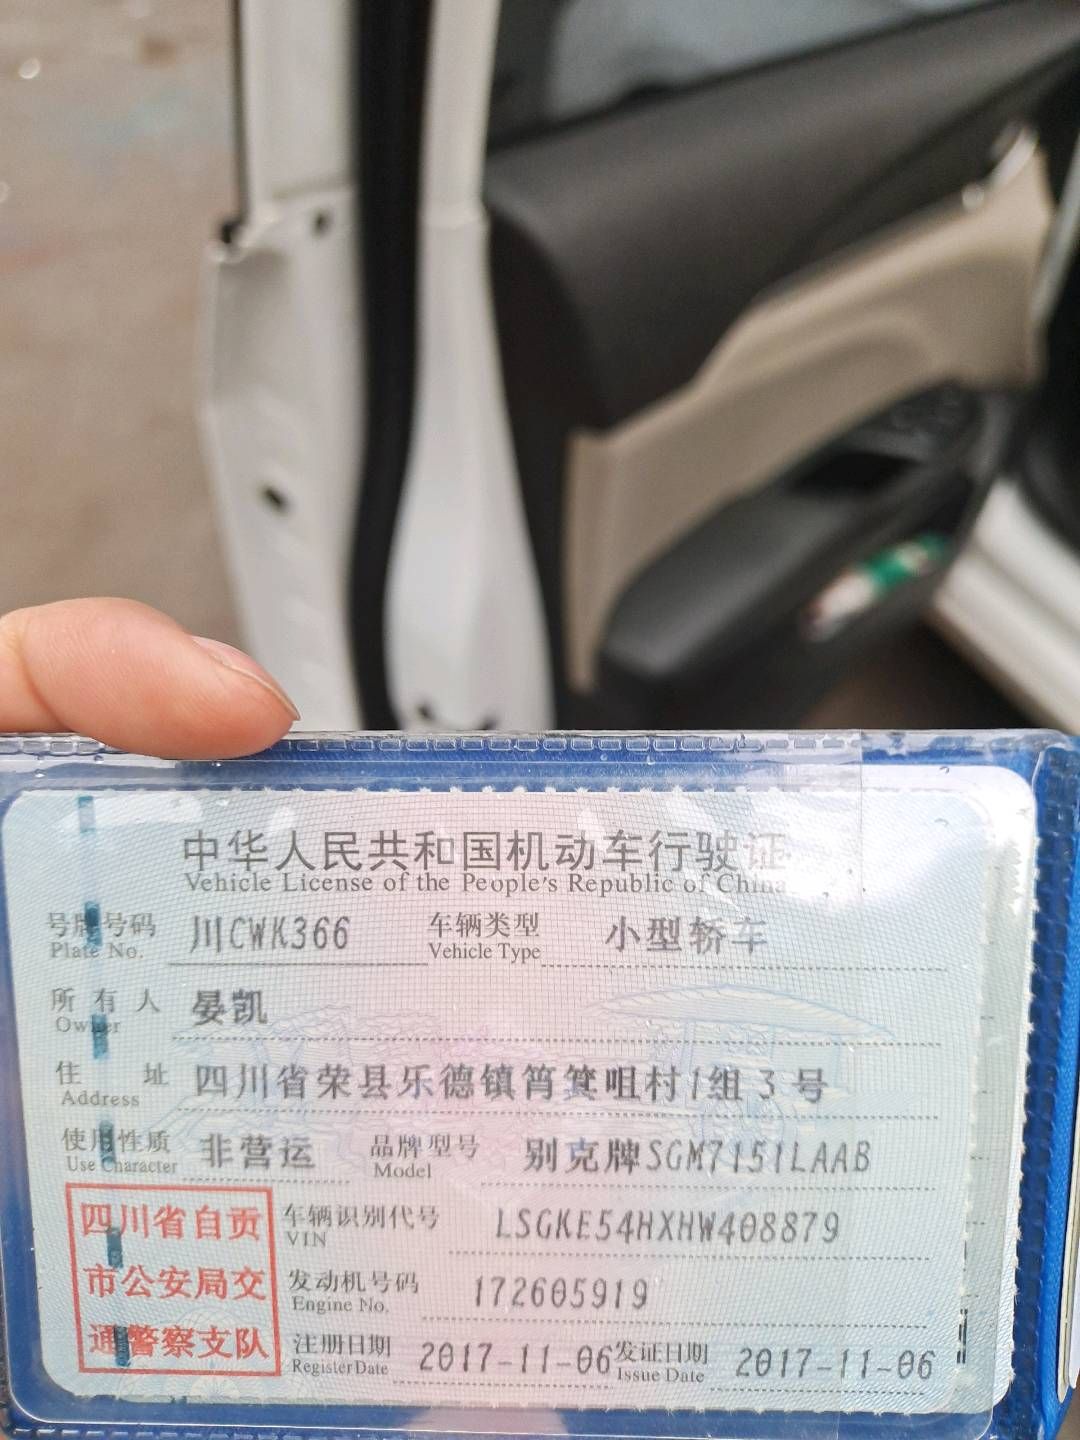 中华人民共和国机动车行驶证
Vehicle License of the People's Republic of China
号牌号码 川CWK366 车辆类型 小型轿车
Plate No. Vehicle Type
所有人 晏凯
Owner
住址 四川省荣县乐德镇筲箕咀村1组3号
Address
使用性质 非营运 品牌型号 别克牌SGM7151LAAB
Use Character Model
四川省自贡
市公安局交
通警察支队
车辆识别代号 LSGKE54HXHW408879
VIN
发动机号码 172605919
Engine No.
注册日期 2017-11-06 发证日期 2017-11-06
Register Date Issue Date